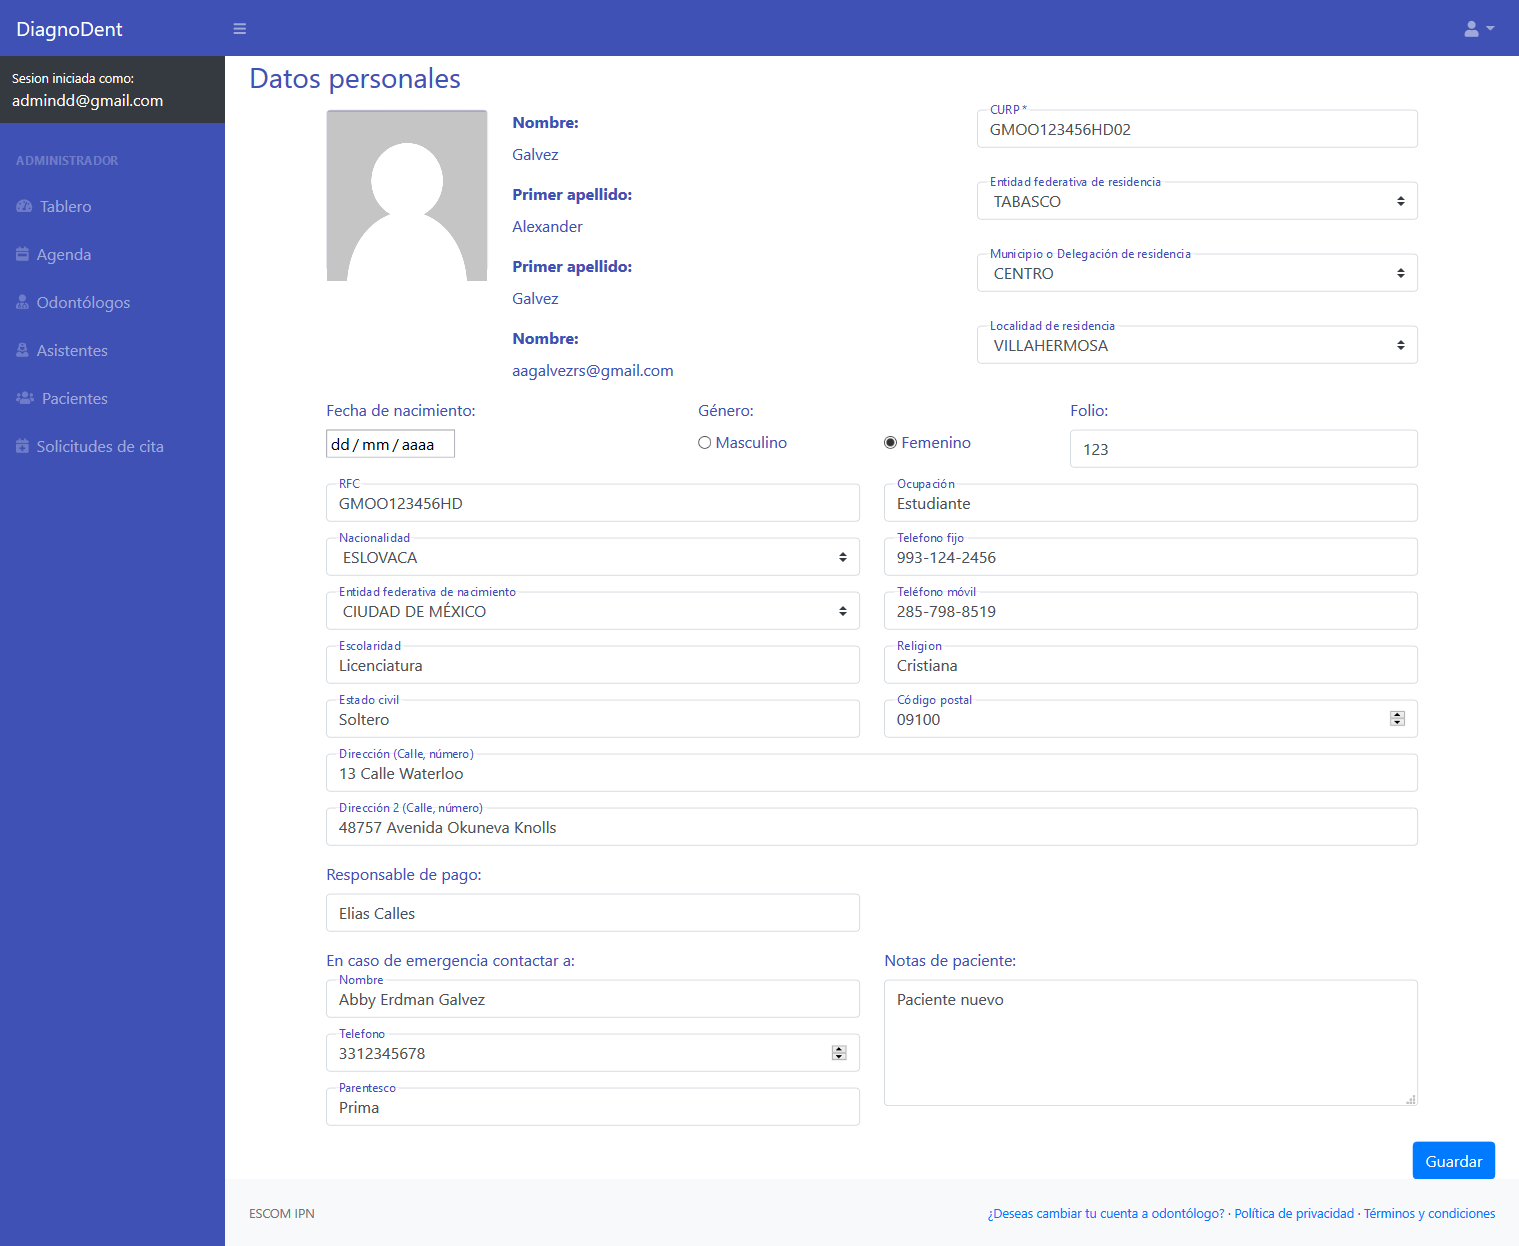 DiagnoDent
Sesion iniciada como:
admindd@gmail.com
ADMINISTRADOR
Tablero
Agenda
Odontólogos
Asistentes
Pacientes
Solicitudes de cita
Datos personales
Nombre:
Galvez
Primer apellido:
Alexander
Primer apellido:
Galvez
Nombre:
aagalvezrs@gmail.com
CURP*
GMOO123456HD02
Entidad federativa de residencia
TABASCO
Municipio o Delegación de residencia
CENTRO
Localidad de residencia
VILLAHERMOSA
Fecha de nacimiento:
dd/mm/aaaa
Género:
Masculino
Femenino
Folio:
123
RFC
GMOO123456HD
Ocupación
Estudiante
Nacionalidad
ESLOVACA
Telefono fijo
993-124-2456
Entidad federativa de nacimiento
CIUDAD DE MÉXICO
Teléfono móvil
285-798-8519
Escolaridad
Licenciatura
Religion
Cristiana
Estado civil
Soltero
Código postal
09100
Dirección (Calle, número)
13 Calle Waterloo
Dirección 2 (Calle, número)
48757 Avenida Okuneva Knolls
Responsable de pago:
Elias Calles
En caso de emergencia contactar a:
Nombre
Abby Erdman Galvez
Telefono
3312345678
Parentesco
Prima
Notas de paciente:
Paciente nuevo
Guardar
ESCOM IPN
¿Deseas cambiar tu cuenta a odontólogo? · Política de privacidad · Términos y condiciones